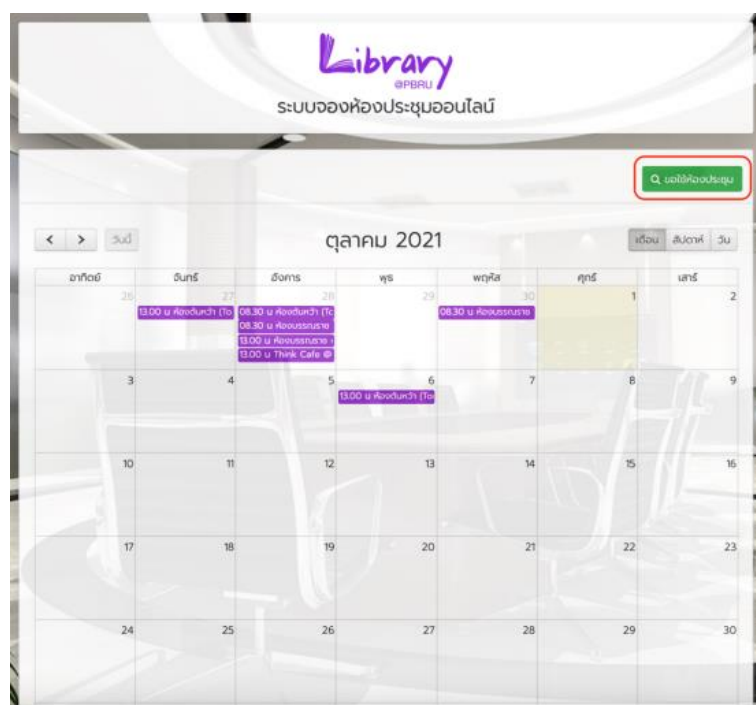 Library
@PBRU
ระบบจองห้องประชุมออนไลน์
ขอใช้ห้องประชุม
วันนี้
ตุลาคม 2021
เดือน สัปดาห์ วัน
อาทิตย์ จันทร์ อังคาร พุธ พฤหัส ศุกร์ เสาร์
26 27 28 29 30 1 2
13.00 น ห้องต้นหว้า (To 08.30 น ห้องต้นหว้า (To 08.30 น ห้องบรรณราย
08.30 น ห้องบรรณราย
13.00 น ห้องบรรณราย
13.00 น Think Cafe @
3 4 5 6 7 8 9
13.00 น ห้องต้นหว้า (To
10 11 12 13 14 15 16
17 18 19 20 21 22 23
24 25 26 27 28 29 30